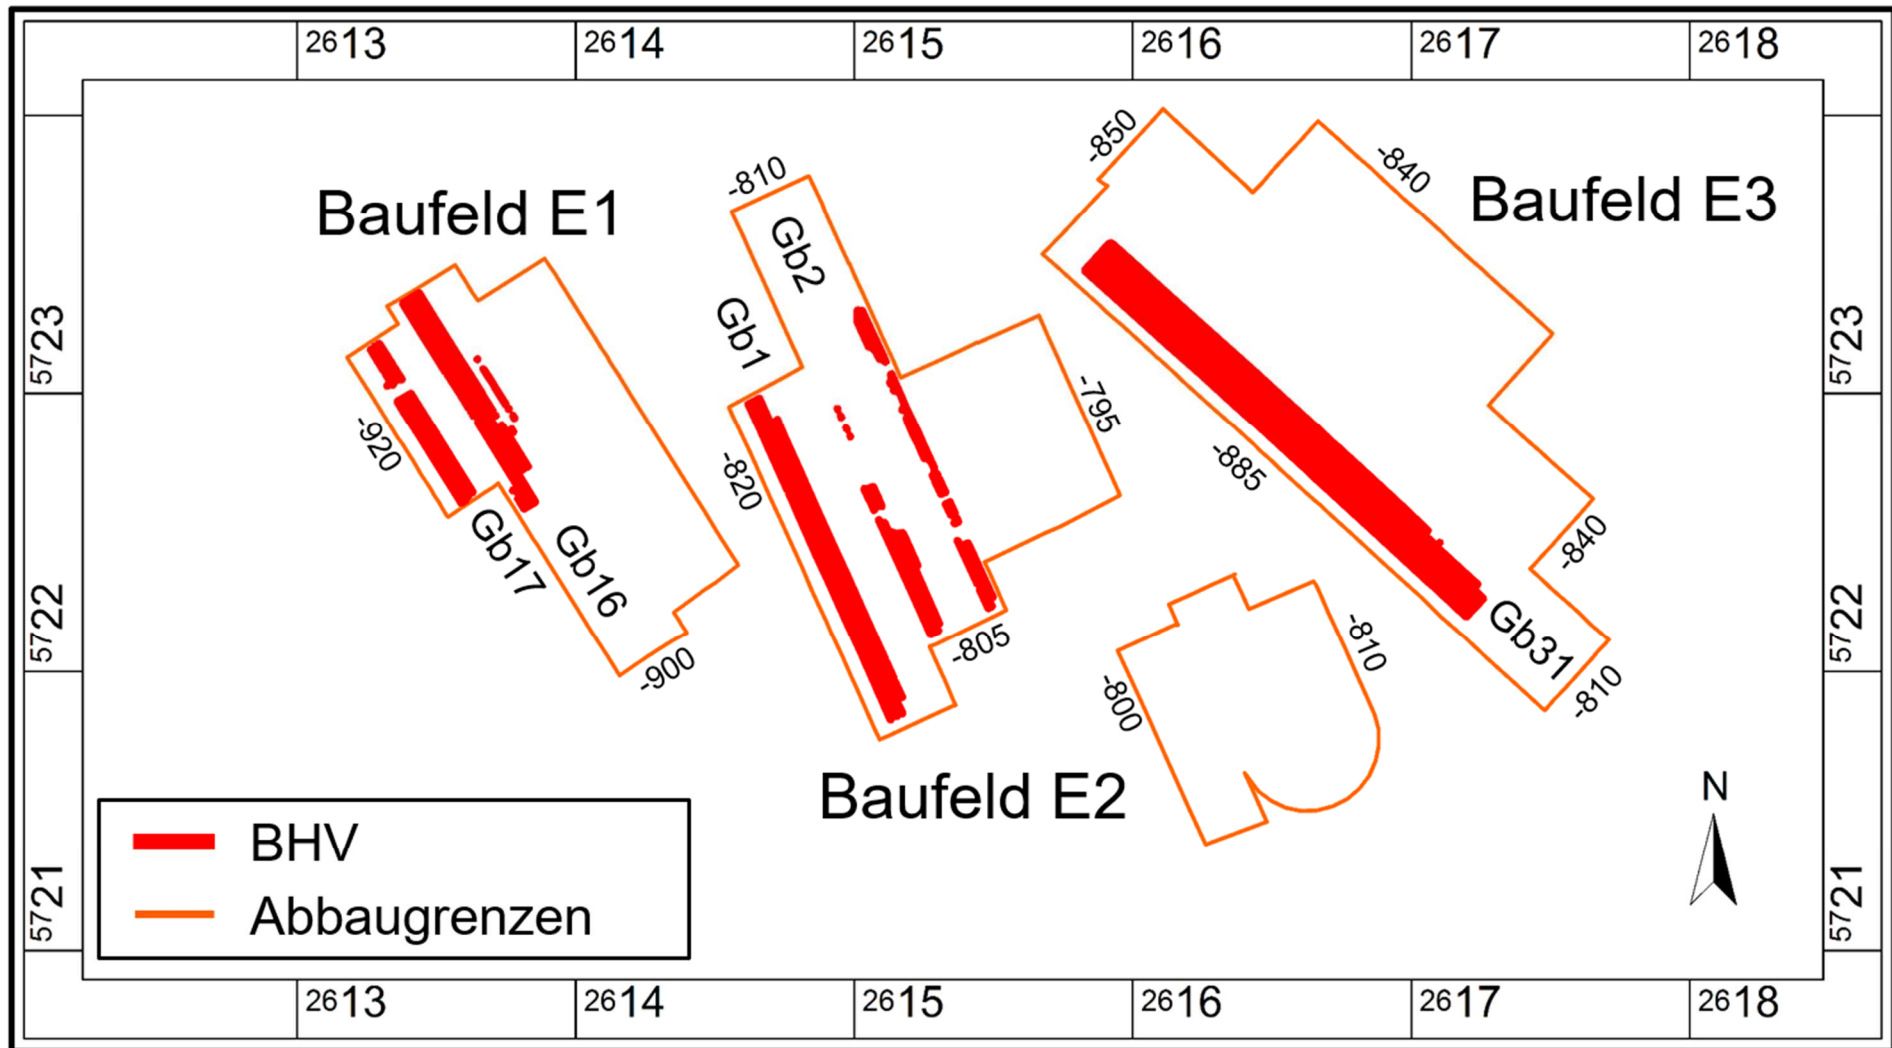 2613 2614 2615 2616 2617 2618
-850
-840
-810
Baufeld E1
Baufeld E3
Gb2
Gb1
5723
5723
-920
-820
-795
-885
Gb17
Gb16
-840
5722
5722
-900
-805
-800
-810
Gb31
-810
Baufeld E2
N
BHV
Abbaugrenzen
5721
5721
2613 2614 2615 2616 2617 2618